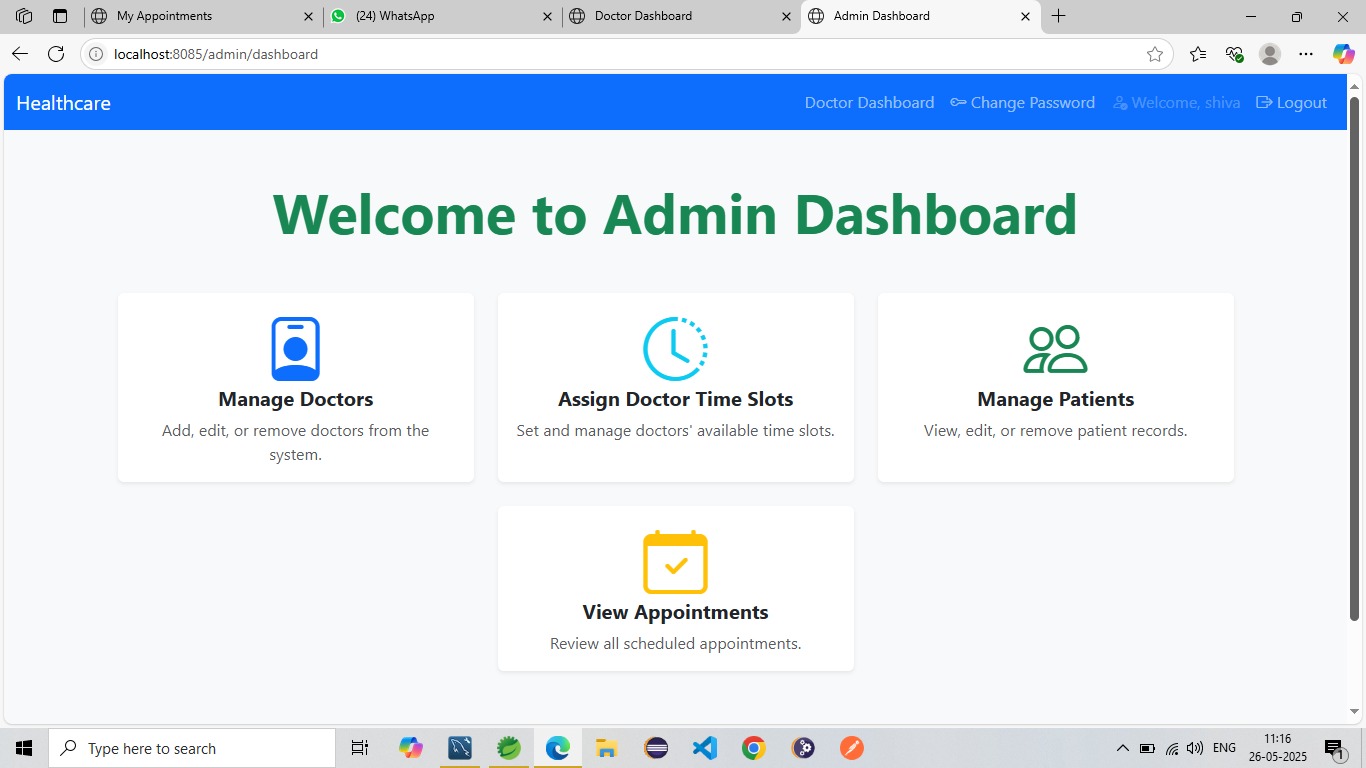 My Appointments
(24) WhatsApp
Doctor Dashboard
Admin Dashboard
localhost:8085/admin/dashboard
Healthcare
Doctor Dashboard
Change Password
Welcome, shiva
Logout
Welcome to Admin Dashboard
Manage Doctors
Add, edit, or remove doctors from the
system.
Assign Doctor Time Slots
Set and manage doctors' available time slots.
Manage Patients
View, edit, or remove patient records.
View Appointments
Review all scheduled appointments.
Type here to search
ENG
11:16
26-05-2025
1